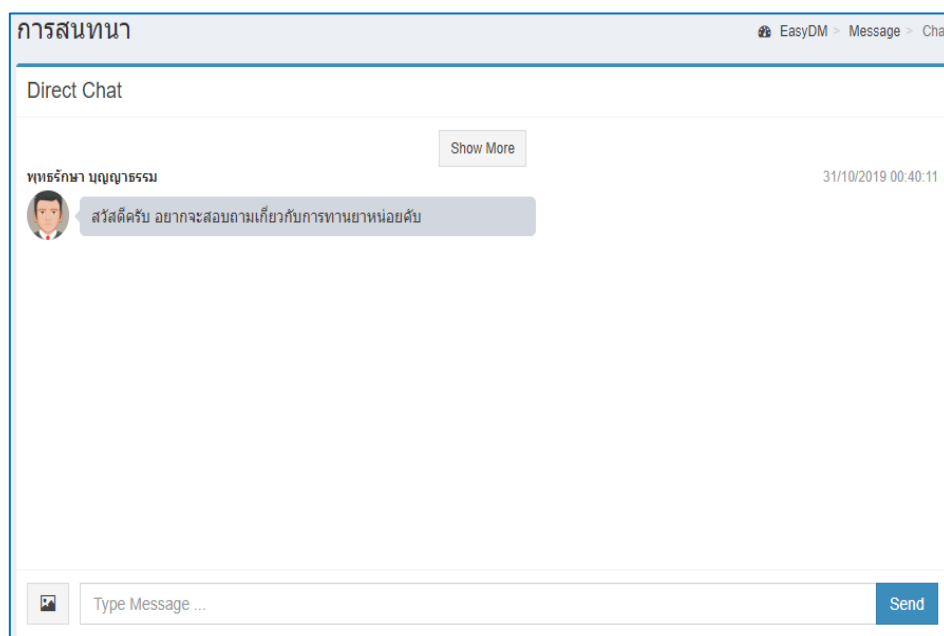 การสนทนา
EasyDM > Message > Cha
Direct Chat
Show More
พุทธรักษา บุญญาธรรม
31/10/2019 00:40:11
สวัสดีครับ อยากจะสอบถามเกี่ยวกับการทานยาหน่อยคับ
Type Message ...
Send